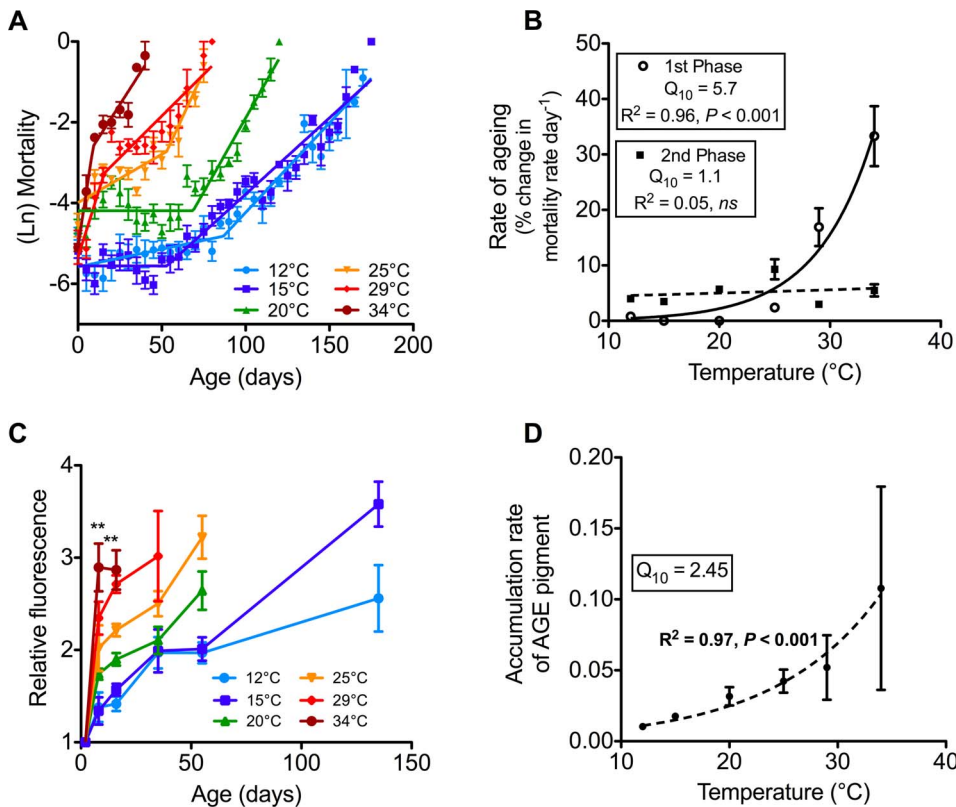 A
(Ln) Mortality
0
-2
-4
-6
0
50
100
150
200
Age (days)
12°C
15°C
20°C
25°C
29°C
34°C
B
Rate of ageing
(% change in
mortality rate day⁻¹)
50
40
30
20
10
0
10
20
30
40
Temperature (°C)
1st Phase
Q₁₀ = 5.7
R² = 0.96, P < 0.001
2nd Phase
Q₁₀ = 1.1
R² = 0.05, ns
C
Relative fluorescence
4
3
2
1
0
50
100
150
Age (days)
**
**
12°C
15°C
20°C
25°C
29°C
34°C
D
Accumulation rate
of AGE pigment
0.20
0.15
0.10
0.05
0.00
10
20
30
40
Temperature (°C)
Q₁₀ = 2.45
R² = 0.97, P < 0.001